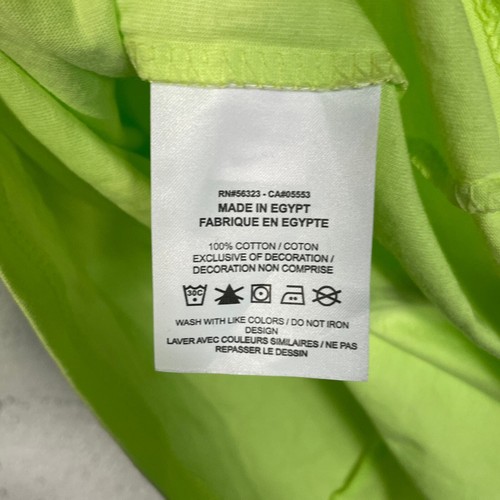 RN#56323 - CA#05553
MADE IN EGYPT
FABRIQUE EN EGYPTE
100% COTTON / COTON
EXCLUSIVE OF DECORATION /
DECORATION NON COMPRISE
30C
WASH WITH LIKE COLORS / DO NOT IRON
DESIGN
LAVER AVEC COULEURS SIMILAIRES / NE PAS
REPASSER LE DESSIN